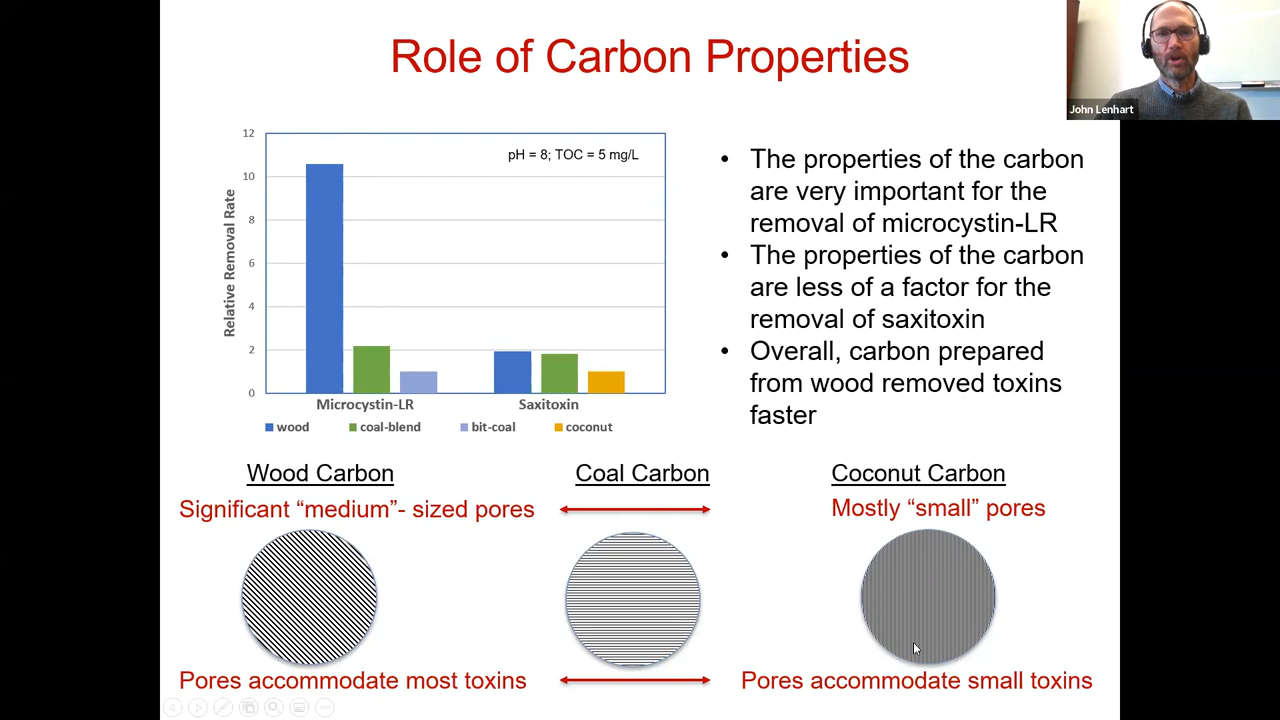 Role of Carbon Properties
John Lenhart
12
10
8
6
4
2
0
Relative Removal Rate
pH = 8; TOC = 5 mg/L
Microcystin-LR
Saxitoxin
wood
coal-blend
bit-coal
coconut
• The properties of the carbon
are very important for the
removal of microcystin-LR
• The properties of the carbon
are less of a factor for the
removal of saxitoxin
• Overall, carbon prepared
from wood removed toxins
faster
Wood Carbon
Coal Carbon
Coconut Carbon
Significant “medium”- sized pores
Mostly “small” pores
Pores accommodate most toxins
Pores accommodate small toxins